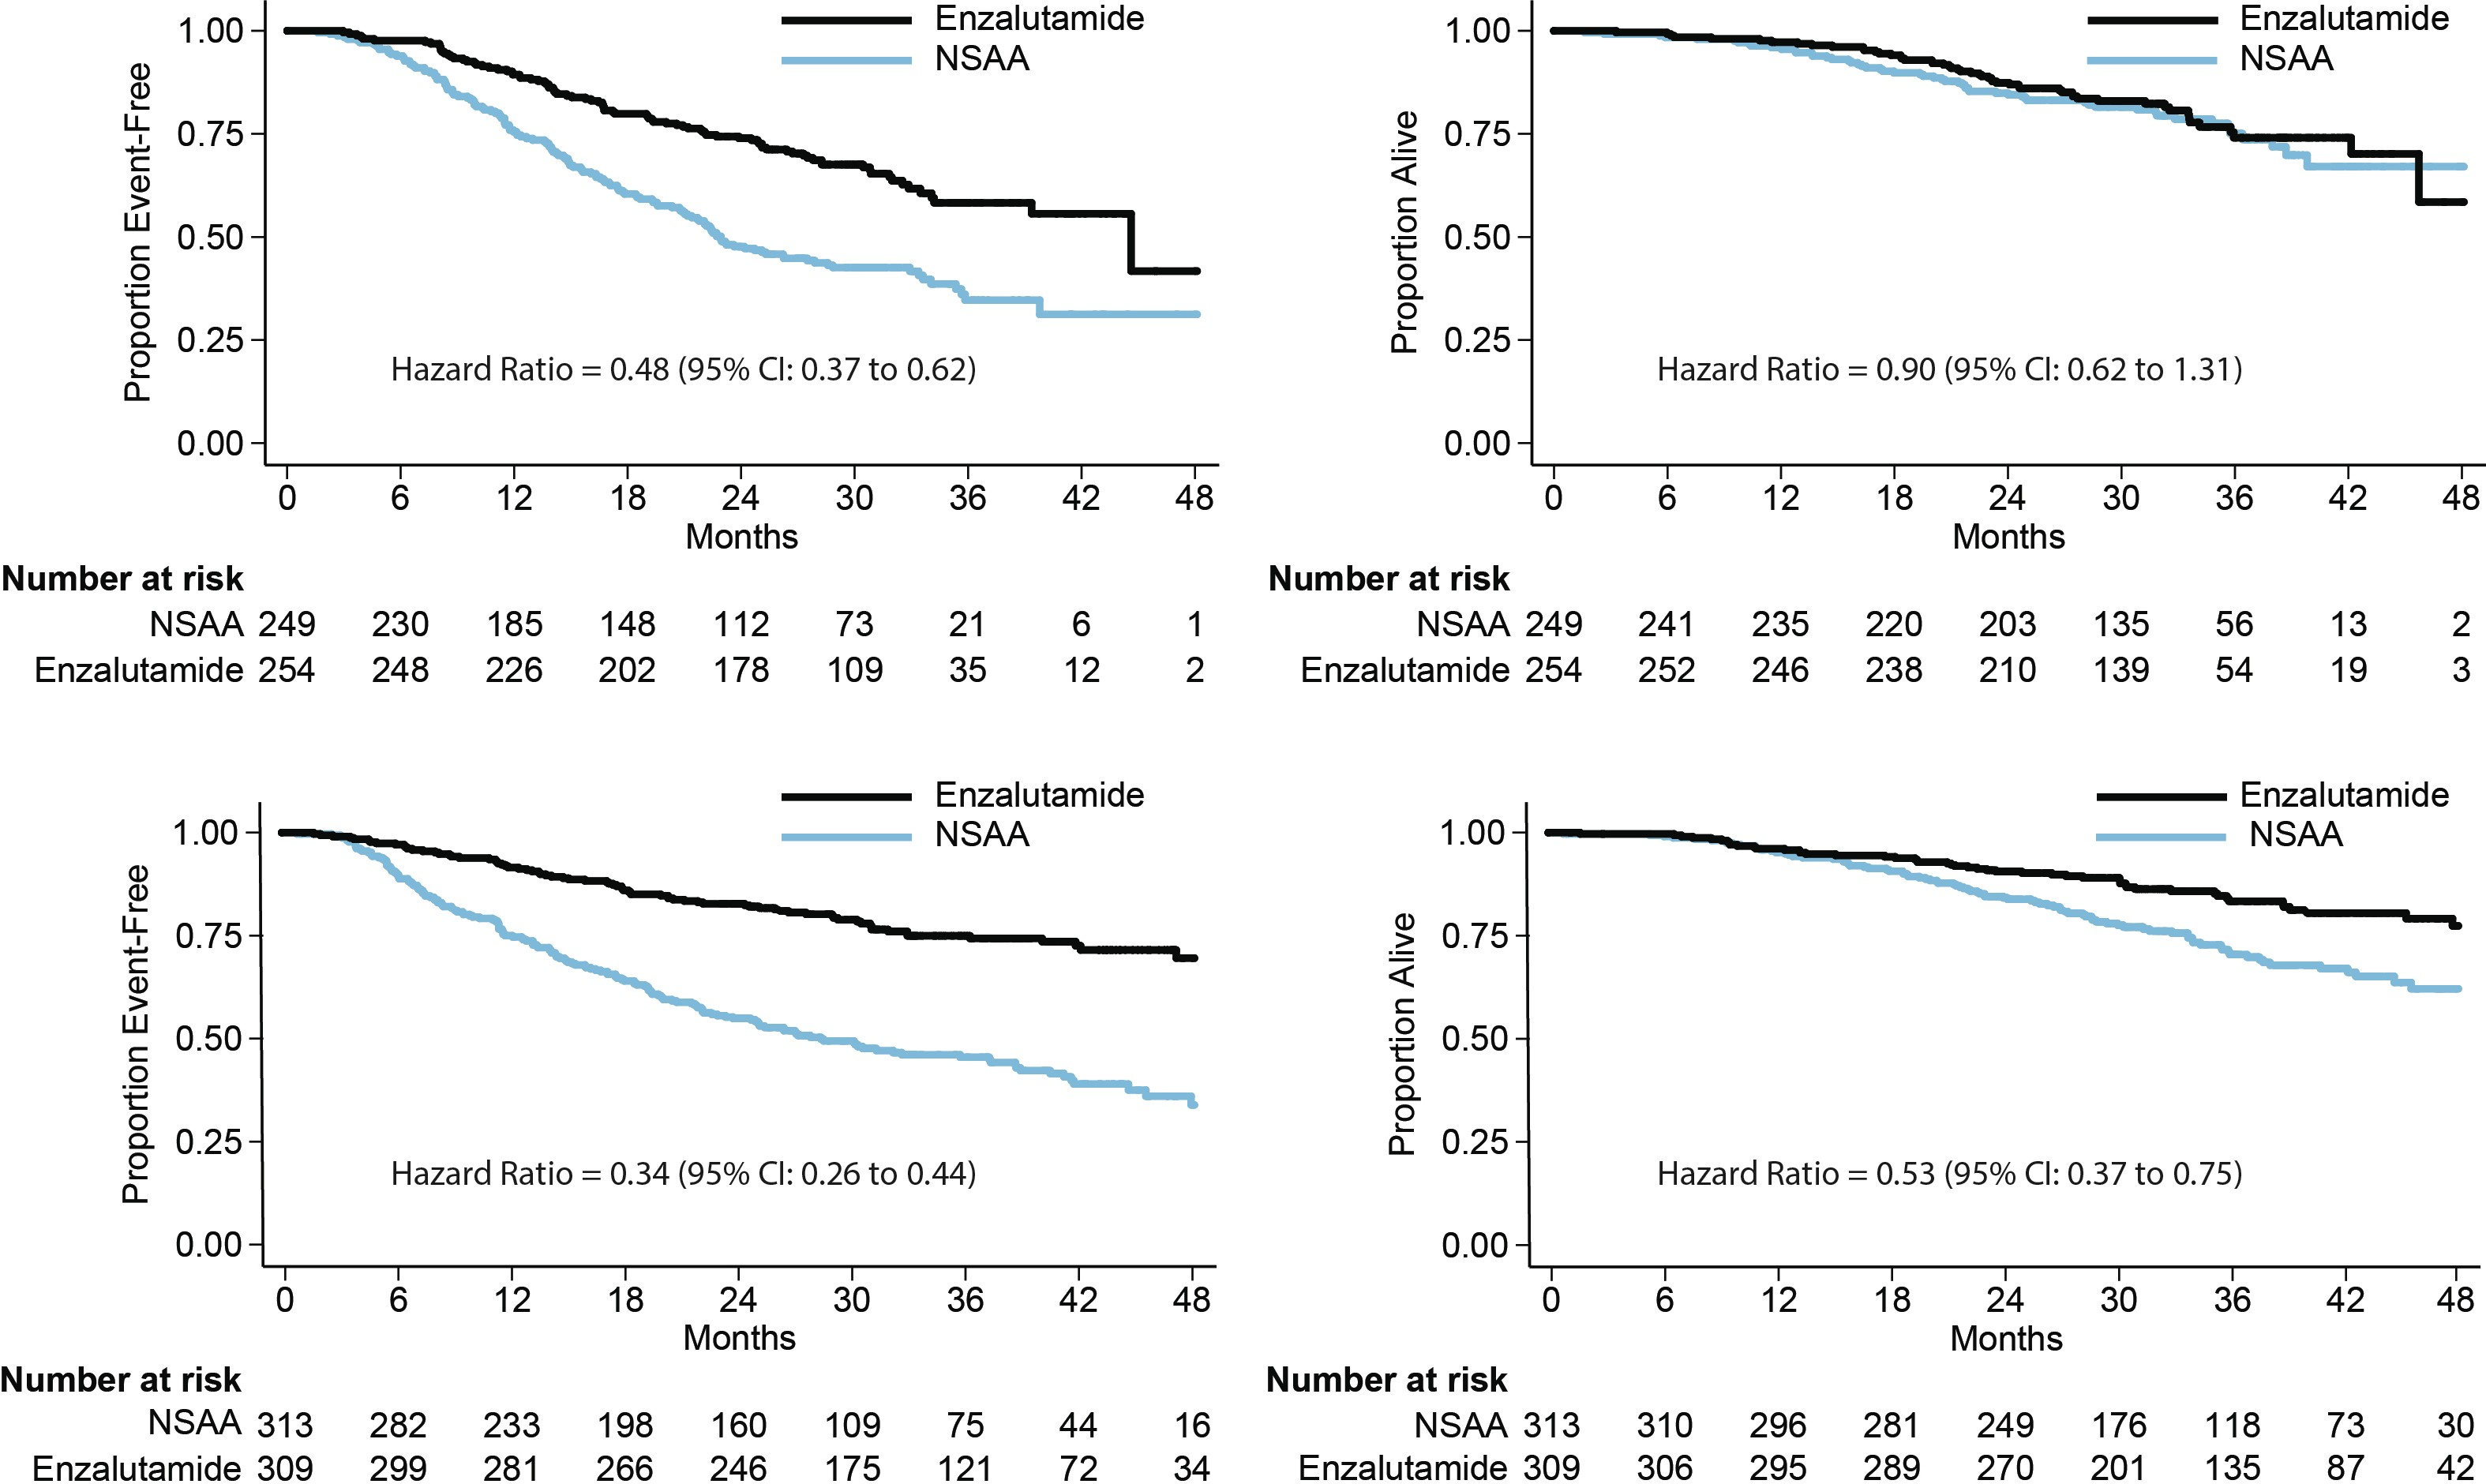 Enzalutamide
NSAA
1.00
0.75
0.50
0.25
0.00
Proportion Event-Free
Hazard Ratio = 0.48 (95% CI: 0.37 to 0.62)
0 6 12 18 24 30 36 42 48
Months
Number at risk
NSAA 249 230 185 148 112 73 21 6 1
Enzalutamide 254 248 226 202 178 109 35 12 2
Enzalutamide
NSAA
1.00
0.75
0.50
0.25
0.00
Proportion Alive
Hazard Ratio = 0.90 (95% CI: 0.62 to 1.31)
0 6 12 18 24 30 36 42 48
Months
Number at risk
NSAA 249 241 235 220 203 135 56 13 2
Enzalutamide 254 252 246 238 210 139 54 19 3
Enzalutamide
NSAA
1.00
0.75
0.50
0.25
0.00
Proportion Event-Free
Hazard Ratio = 0.34 (95% CI: 0.26 to 0.44)
0 6 12 18 24 30 36 42 48
Months
Number at risk
NSAA 313 282 233 198 160 109 75 44 16
Enzalutamide 309 299 281 266 246 175 121 72 34
Enzalutamide
NSAA
1.00
0.75
0.50
0.25
0.00
Proportion Alive
Hazard Ratio = 0.53 (95% CI: 0.37 to 0.75)
0 6 12 18 24 30 36 42 48
Months
Number at risk
NSAA 313 310 296 281 249 176 118 73 30
Enzalutamide 309 306 295 289 270 201 135 87 42